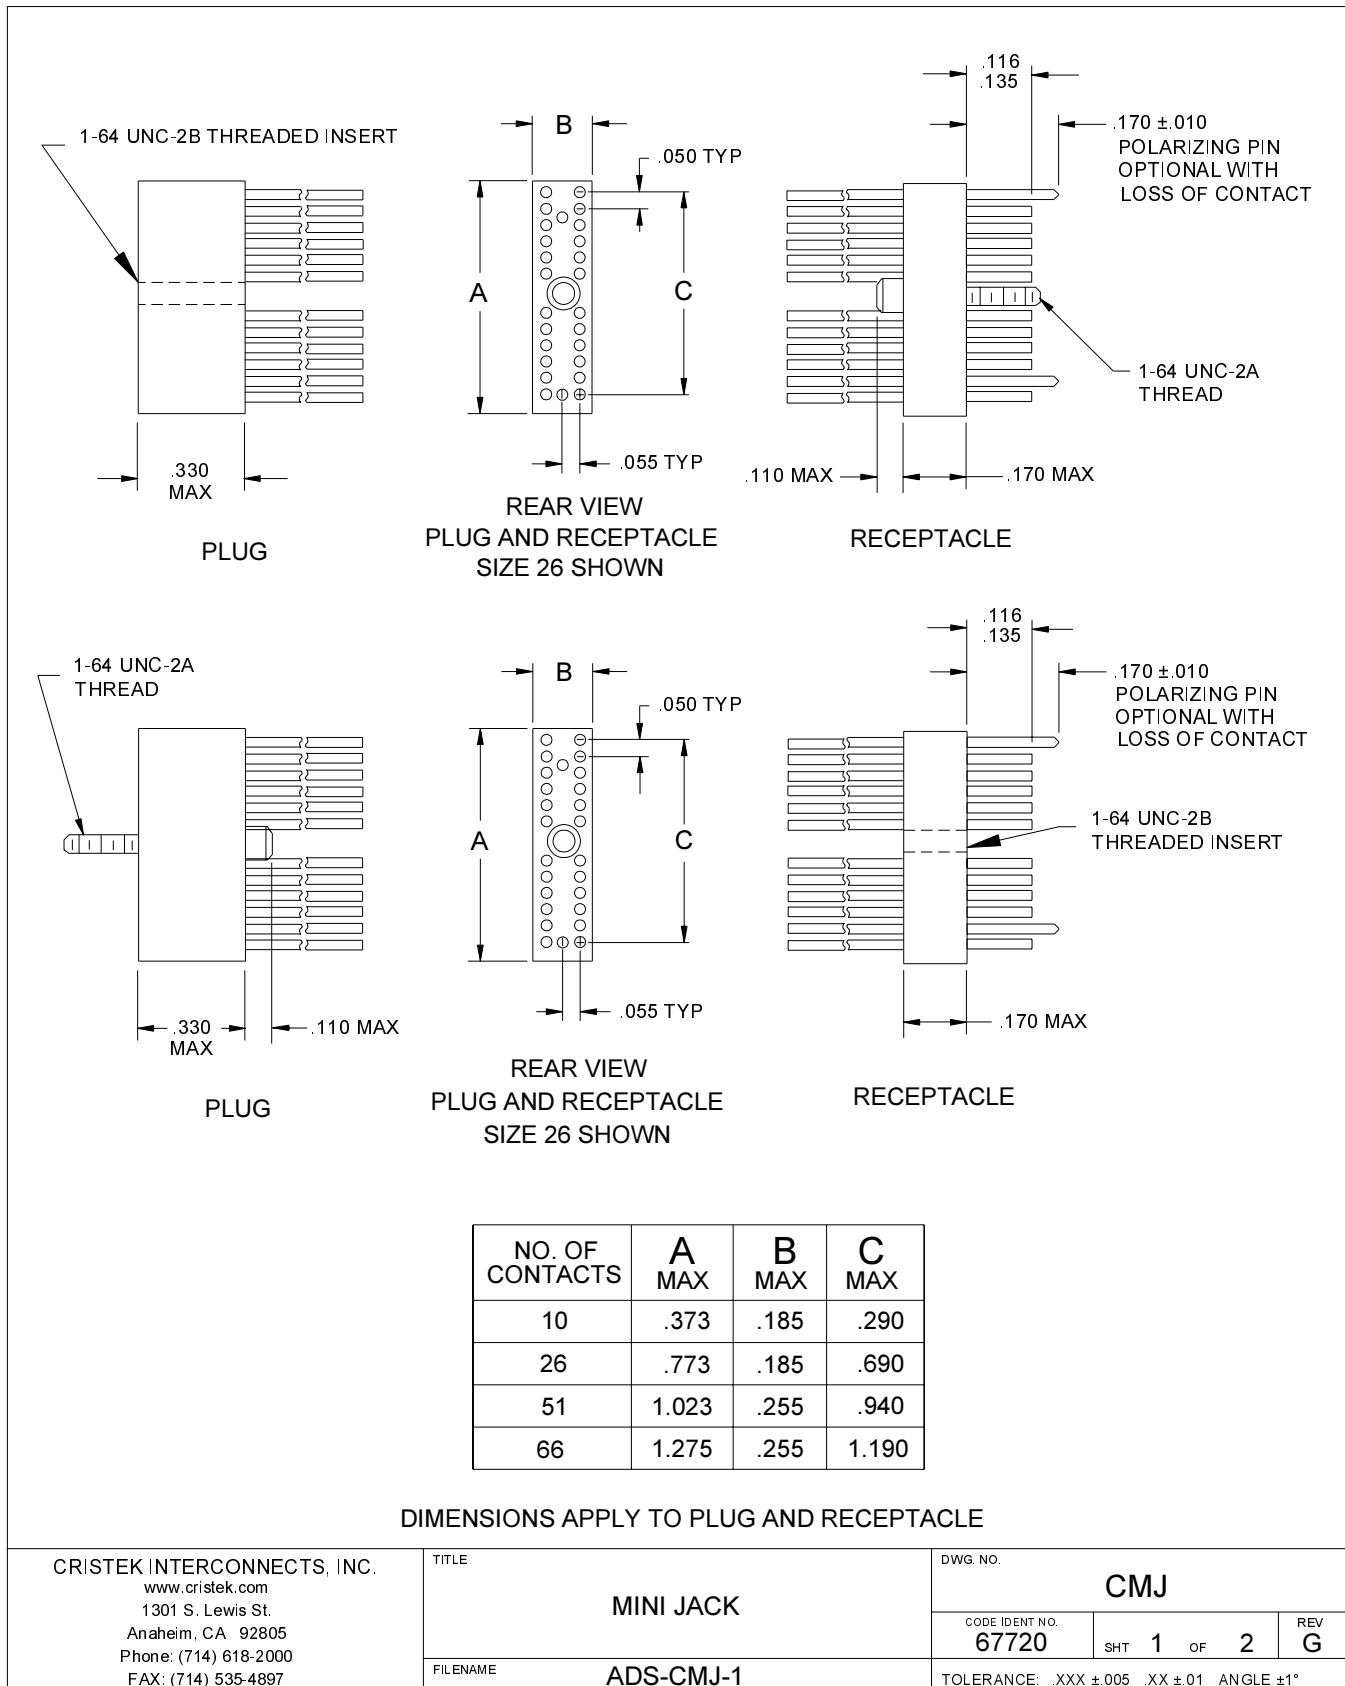 1-64 UNC-2B THREADED INSERT
B
.050 TYP
A
C
.055 TYP
.330
MAX
PLUG
REAR VIEW
PLUG AND RECEPTACLE
SIZE 26 SHOWN
.116
.135
.170 ±.010
POLARIZING PIN
OPTIONAL WITH
LOSS OF CONTACT
1-64 UNC-2A
THREAD
.110 MAX
.170 MAX
RECEPTACLE
1-64 UNC-2A
THREAD
B
.050 TYP
A
C
.055 TYP
.330
MAX
.110 MAX
PLUG
REAR VIEW
PLUG AND RECEPTACLE
SIZE 26 SHOWN
.116
.135
.170 ±.010
POLARIZING PIN
OPTIONAL WITH
LOSS OF CONTACT
1-64 UNC-2B
THREADED INSERT
.170 MAX
RECEPTACLE
NO. OF CONTACTS A MAX B MAX C MAX
10 .373 .185 .290
26 .773 .185 .690
51 1.023 .255 .940
66 1.275 .255 1.190
DIMENSIONS APPLY TO PLUG AND RECEPTACLE
CRISTEK INTERCONNECTS, INC.
www.cristek.com
1301 S. Lewis St.
Anaheim, CA 92805
Phone: (714) 618-2000
FAX: (714) 535-4897
TITLE
MINI JACK
FILENAME
ADS-CMJ-1
DWG. NO.
CMJ
CODE IDENT NO.
67720
SHT 1 OF 2
REV
G
TOLERANCE: .XXX ±.005 .XX ±.01 ANGLE ±1°